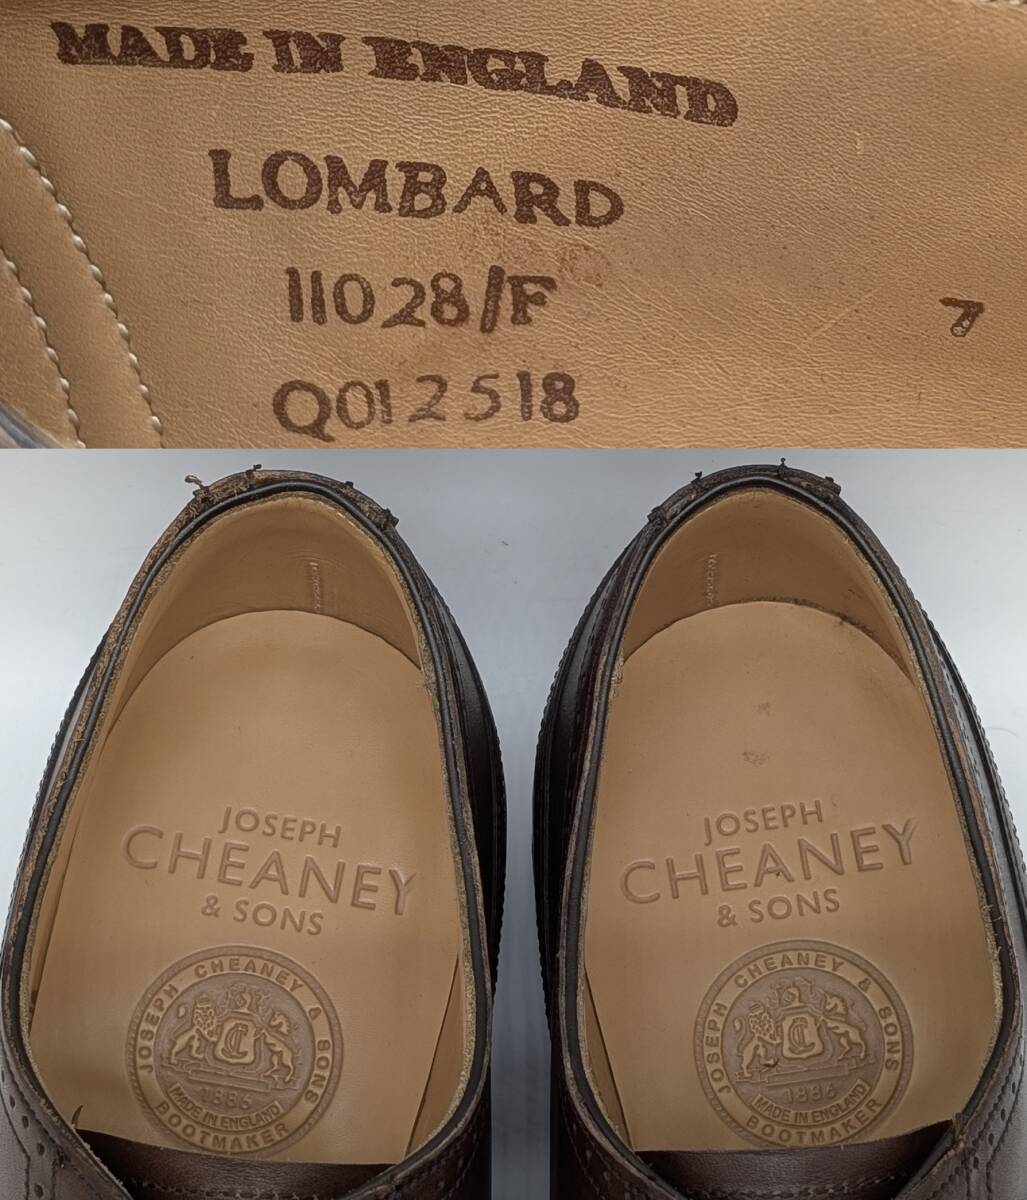 MADE IN ENGLAND
LOMBARD
11028/F
7
Q012518
JOSEPH
CHEANEY
& SONS
JOSEPH CHEANEY & SONS
1886
MADE IN ENGLAND
BOOTMAKER
JOSEPH
CHEANEY
& SONS
JOSEPH CHEANEY & SONS
1886
MADE IN ENGLAND
BOOTMAKER